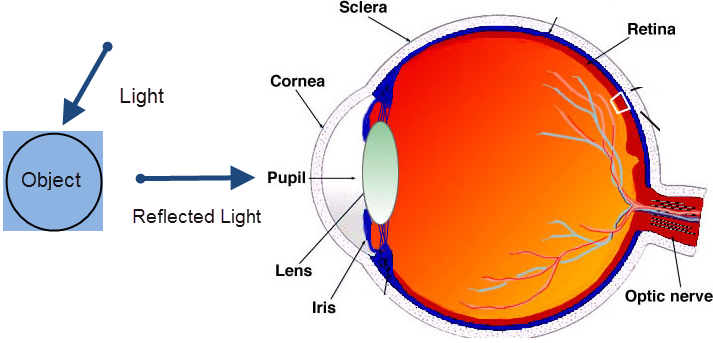 Sclera
Retina
Cornea
Light
Object
Pupil
Reflected Light
Lens
Iris
Optic nerve